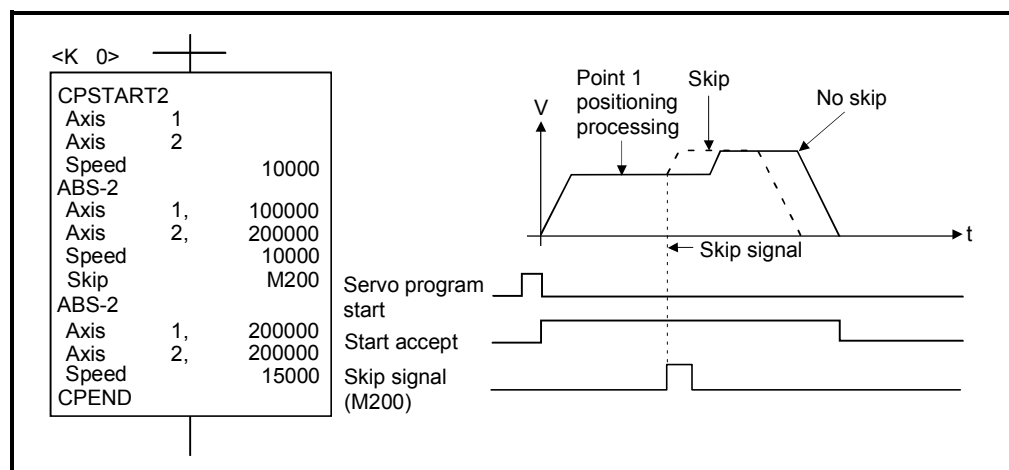 <K 0>
CPSTART2
Axis 1
Axis 2
Speed 10000
ABS-2
Axis 1, 100000
Axis 2, 200000
Speed 10000
Skip M200
ABS-2
Axis 1, 200000
Axis 2, 200000
Speed 15000
CPEND
V
Point 1
positioning
processing
Skip
No skip
t
Skip signal
Servo program
start
Start accept
Skip signal
(M200)